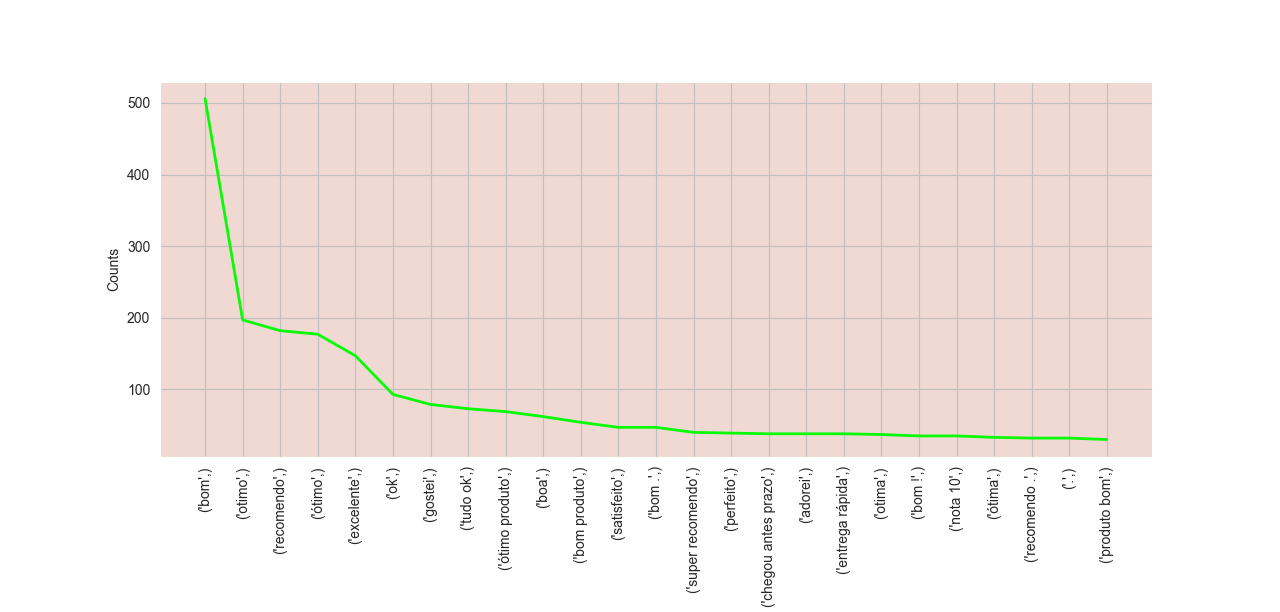 500
400
300
200
100
Counts
('bom',)
('otimo',)
('recomendo',)
('ótimo',)
('excelente',)
('ok',)
('gostei',)
('tudo ok',)
('ótimo produto',)
('boa',)
('bom produto',)
('satisfeito',)
('bom .',)
('super recomendo',)
('perfeito',)
('chegou antes prazo',)
('adorei',)
('entrega rápida',)
('otima',)
('bom !',)
('nota 10',)
('ótima',)
('recomendo .',)
('.',)
('produto bom',)